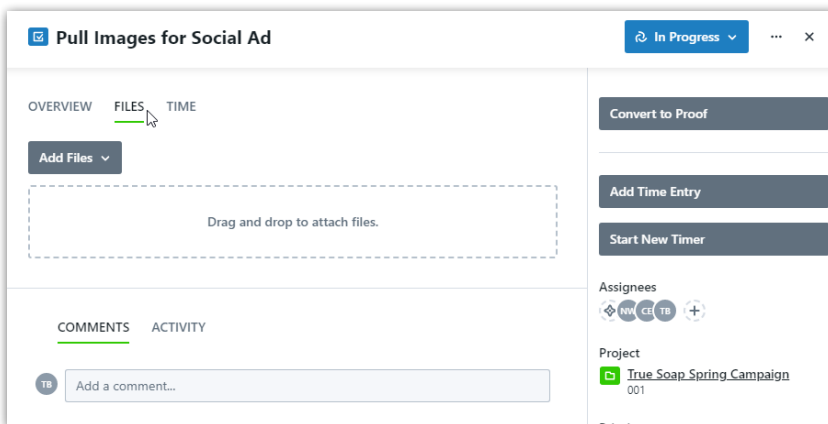 Pull Images for Social Ad
In Progress
OVERVIEW FILES TIME
Add Files
Drag and drop to attach files.
COMMENTS ACTIVITY
TB
Add a comment...
Convert to Proof
Add Time Entry
Start New Timer
Assignees
NW CE TB
Project
True Soap Spring Campaign
001